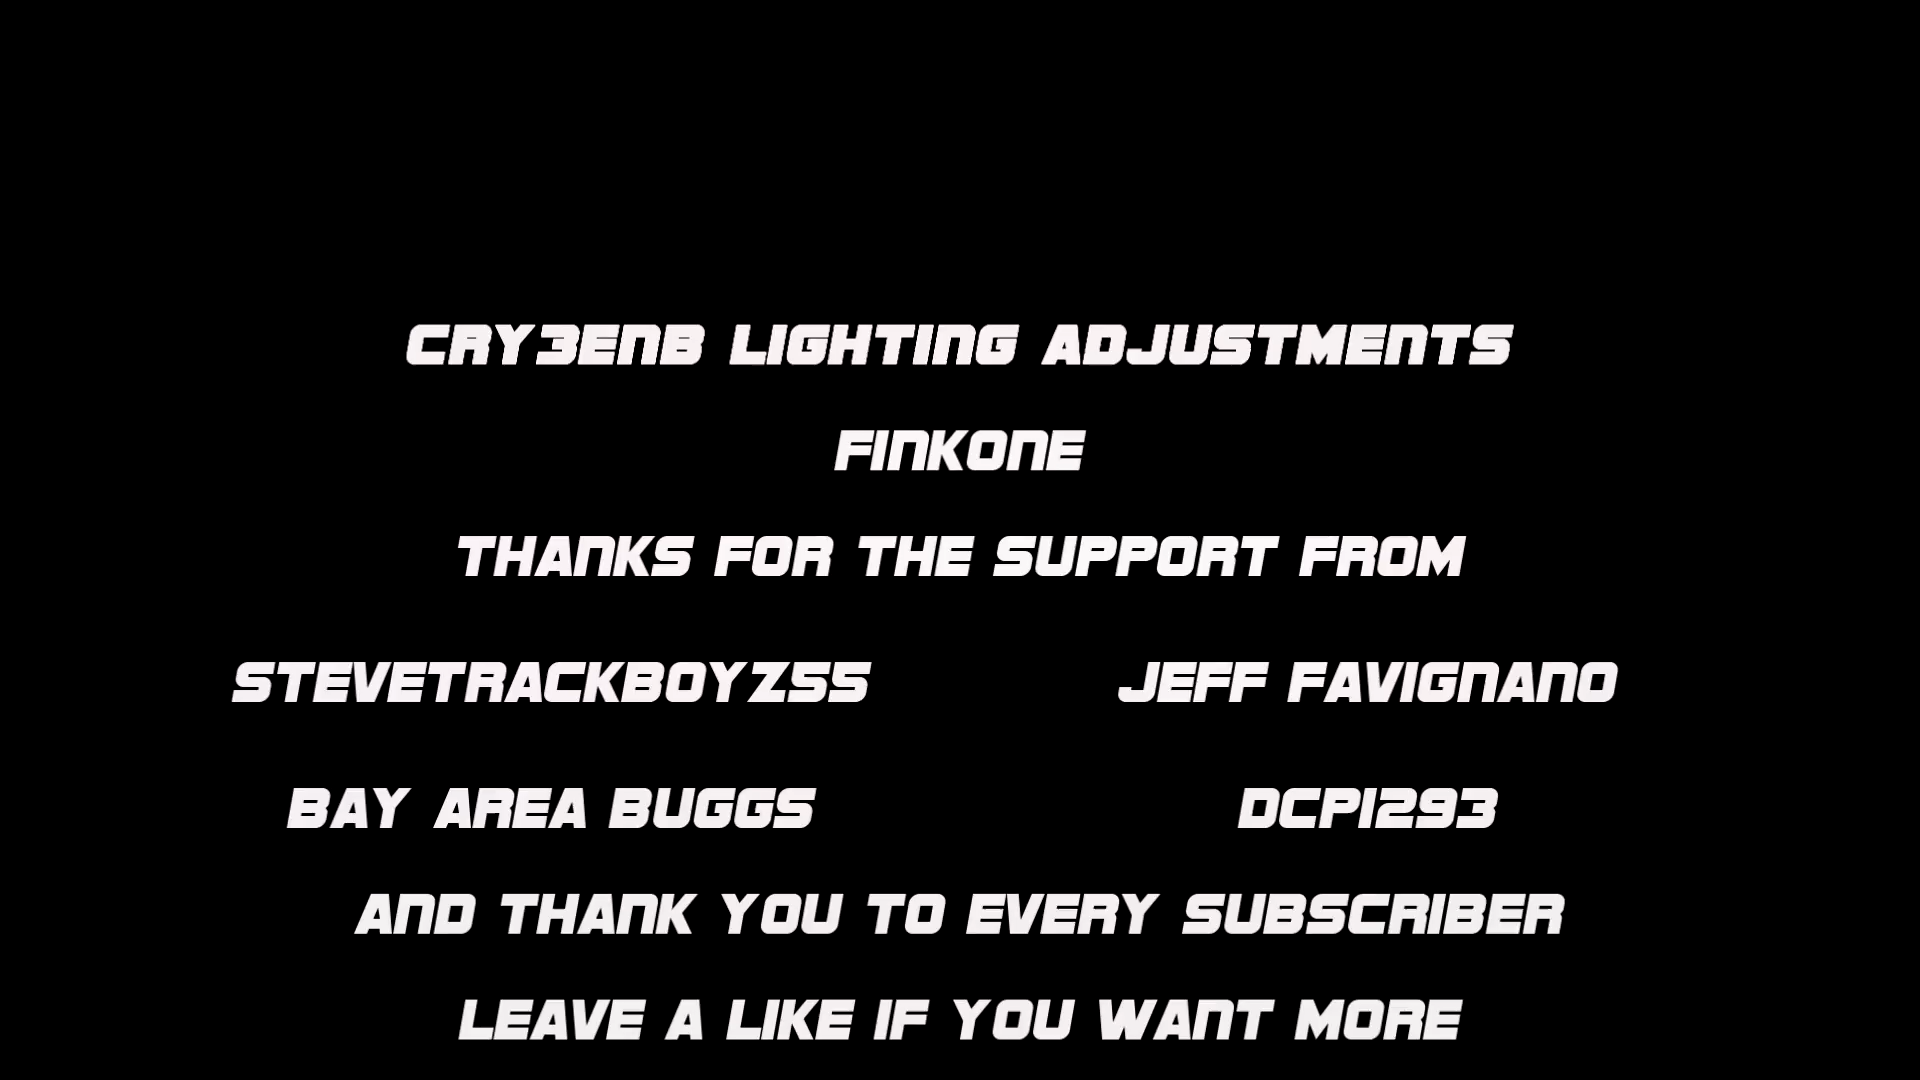 CRY3ENB LIGHTING ADJUSTMENTS
FINKONE
THANKS FOR THE SUPPORT FROM
STEVETRACKBOYZ55 JEFF FAVIGNANO
BAY AREA BUGGS DCP1293
AND THANK YOU TO EVERY SUBSCRIBER
LEAVE A LIKE IF YOU WANT MORE